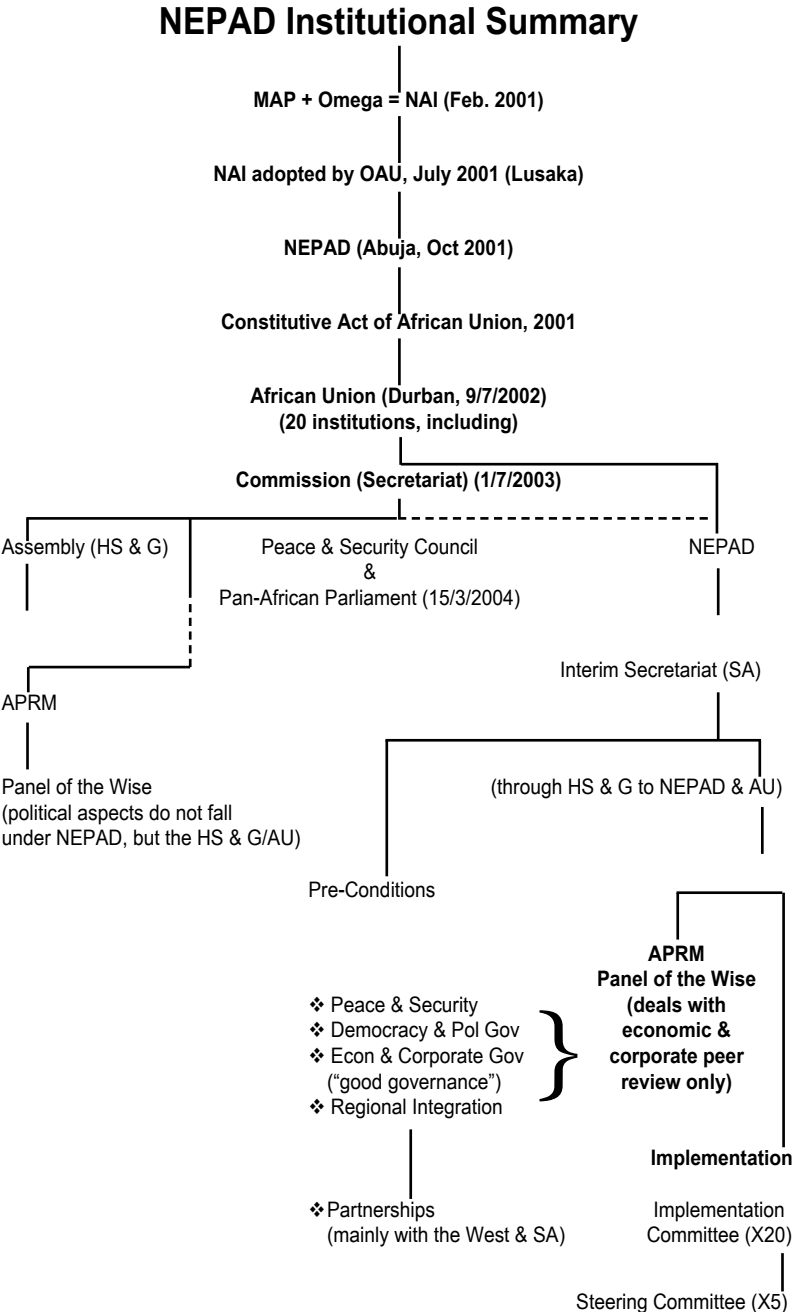 NEPAD Institutional Summary
MAP + Omega = NAI (Feb. 2001)
NAI adopted by OAU, July 2001 (Lusaka)
NEPAD (Abuja, Oct 2001)
Constitutive Act of African Union, 2001
African Union (Durban, 9/7/2002)
(20 institutions, including)
Commission (Secretariat) (1/7/2003)
Assembly (HS & G)
Peace & Security Council
&
Pan-African Parliament (15/3/2004)
NEPAD
Interim Secretariat (SA)
APRM
Panel of the Wise
(political aspects do not fall
under NEPAD, but the HS & G/AU)
(through HS & G to NEPAD & AU)
Pre-Conditions
❖ Peace & Security
❖ Democracy & Pol Gov
❖ Econ & Corporate Gov
(“good governance”)
❖ Regional Integration
}
APRM
Panel of the Wise
(deals with
economic &
corporate peer
review only)
❖ Partnerships
(mainly with the West & SA)
Implementation
Implementation
Committee (X20)
Steering Committee (X5)